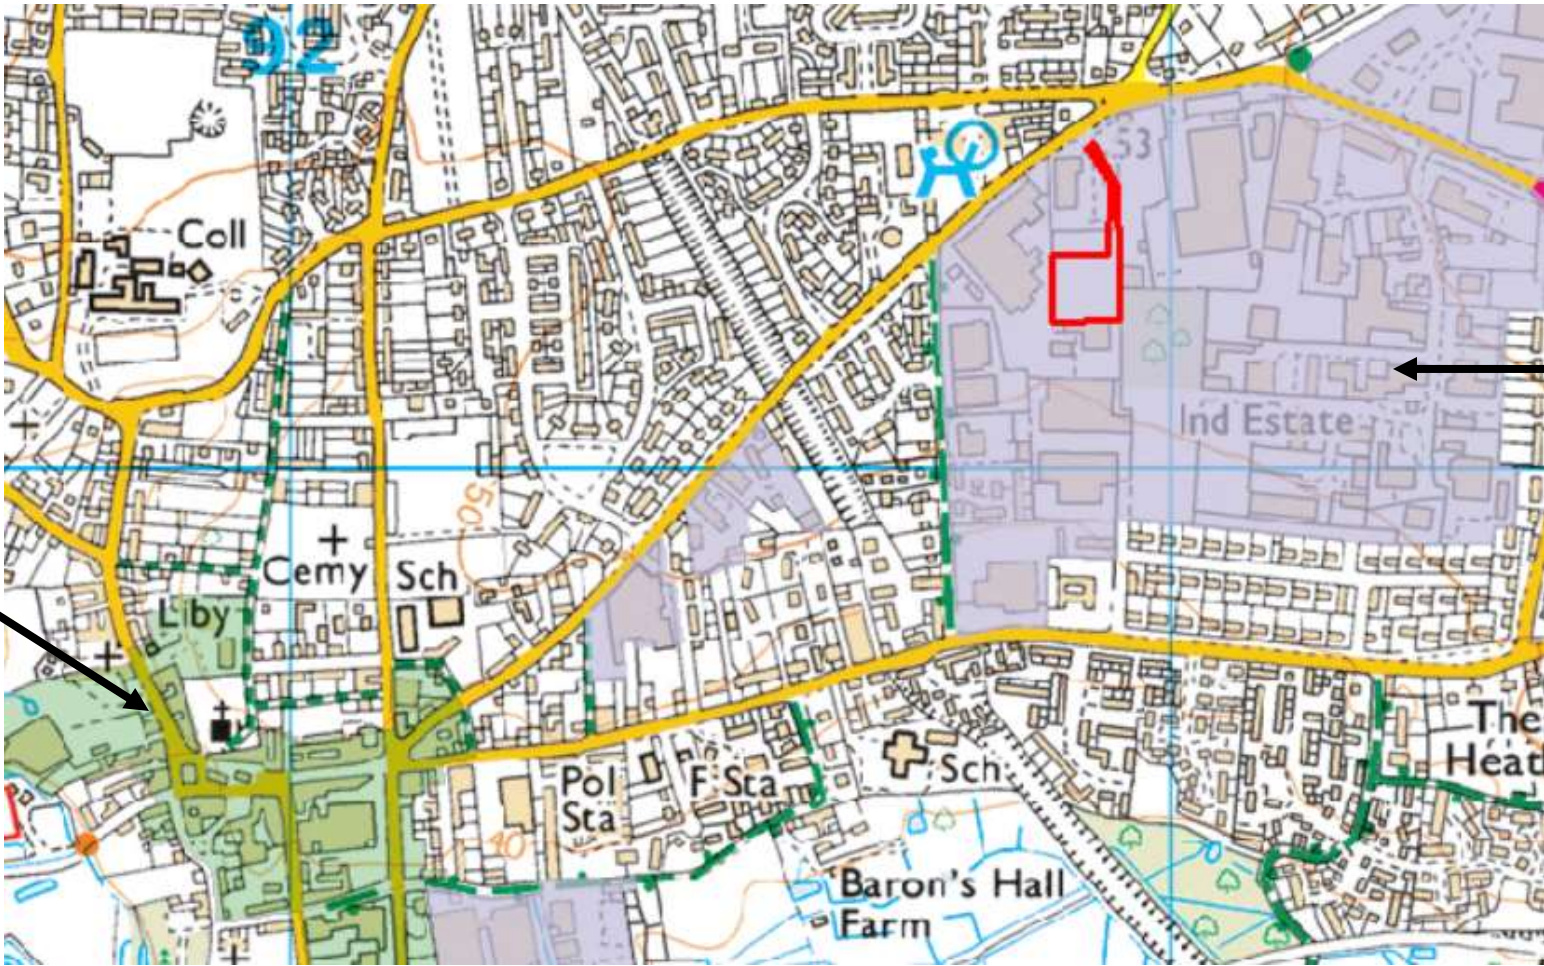 92
53
Coll
Ind Estate
50
Cemy
Sch
Liby
The
Heat
Sch
Pol
Sta
F Sta
40
Baron's Hall
Farm